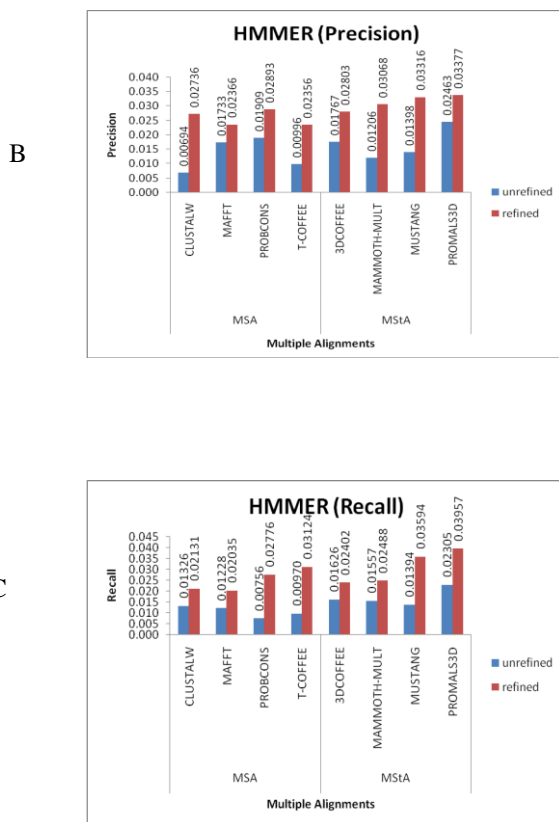 B
HMMER (Precision)
Precision
0.040
0.035
0.030
0.025
0.020
0.015
0.010
0.005
0.000
0.00694
0.02736
0.01733
0.02366
0.01909
0.02893
0.00996
0.02356
0.01767
0.02803
0.01206
0.03068
0.01398
0.03316
0.02463
0.03377
CLUSTALW
MAFFT
PROBCONS
T-COFFEE
3DCOFFEE
MAMMOTH-MULT
MUSTANG
PROMALS3D
MSA
MStA
Multiple Alignments
unrefined
refined
C
HMMER (Recall)
Recall
0.045
0.040
0.035
0.030
0.025
0.020
0.015
0.010
0.005
0.000
0.01326
0.02131
0.01228
0.02035
0.00756
0.02776
0.00970
0.03124
0.01626
0.02402
0.01557
0.02488
0.01394
0.03594
0.02305
0.03957
CLUSTALW
MAFFT
PROBCONS
T-COFFEE
3DCOFFEE
MAMMOTH-MULT
MUSTANG
PROMALS3D
MSA
MStA
Multiple Alignments
unrefined
refined